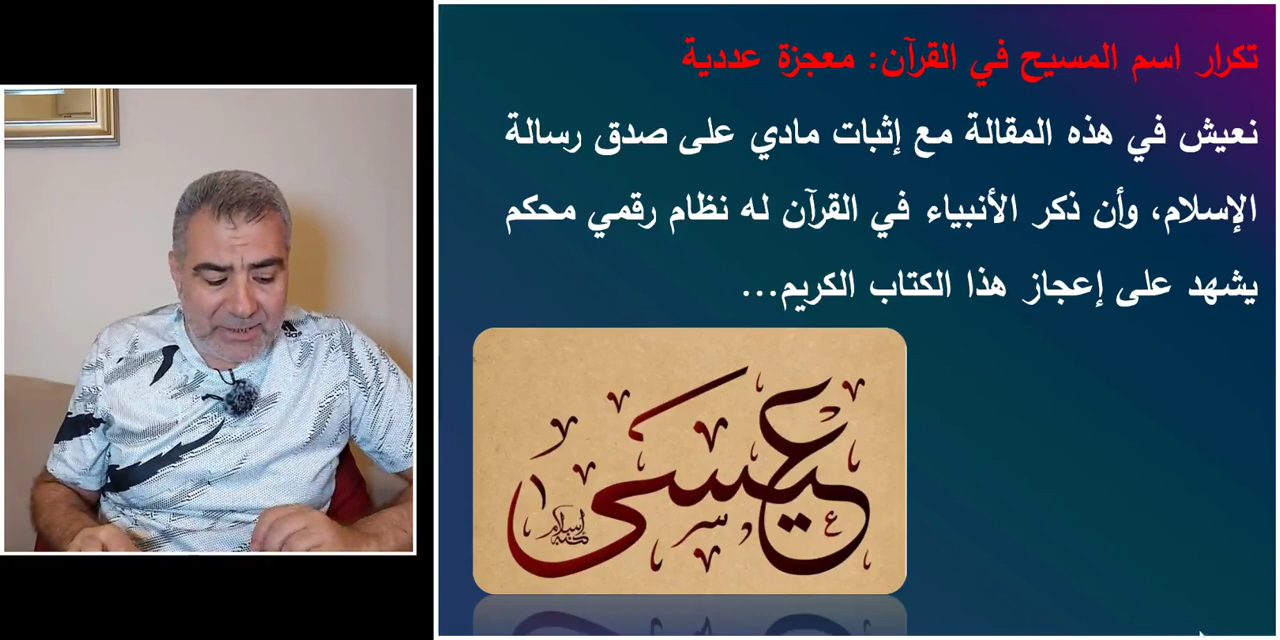 تكرار اسم المسيح في القرآن: معجزة عددية
نعيش في هذه المقالة مع إثبات مادي على صدق رسالة
الإسلام، وأن ذكر الأنبياء في القرآن له نظام رقمي محكم
يشهد على إعجاز هذا الكتاب الكريم...
عيسى
adidas